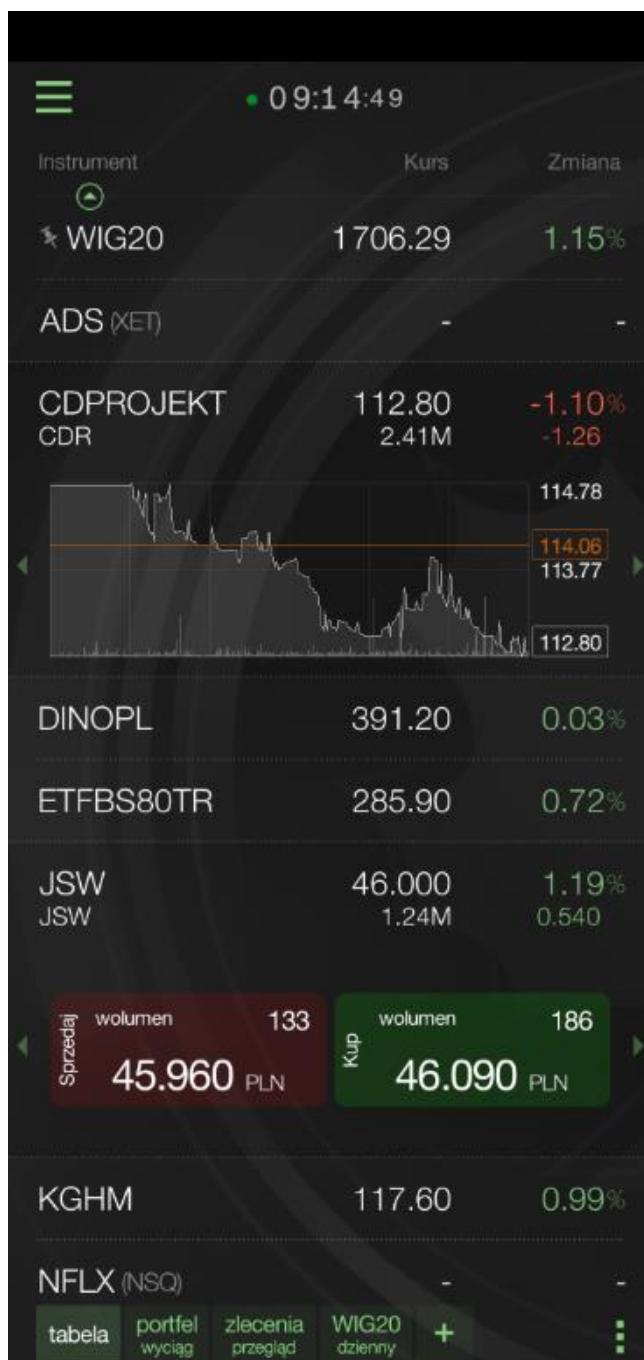 09:14:49
Instrument Kurs Zmiana
WIG20 1706.29 1.15%
ADS (XET) - -
CDPROJEKT 112.80 -1.10%
CDR 2.41M -1.26
114.78
114.06
113.77
112.80
DINOPL 391.20 0.03%
ETFBS80TR 285.90 0.72%
JSW 46.000 1.19%
JSW 1.24M 0.540
Sprzedaj wolumen 133
45.960 PLN
Kup wolumen 186
46.090 PLN
KGHM 117.60 0.99%
NFLX (NSQ) - -
tabela portfel zlecenia WIG20 +
wyciąg przegląd dzienny